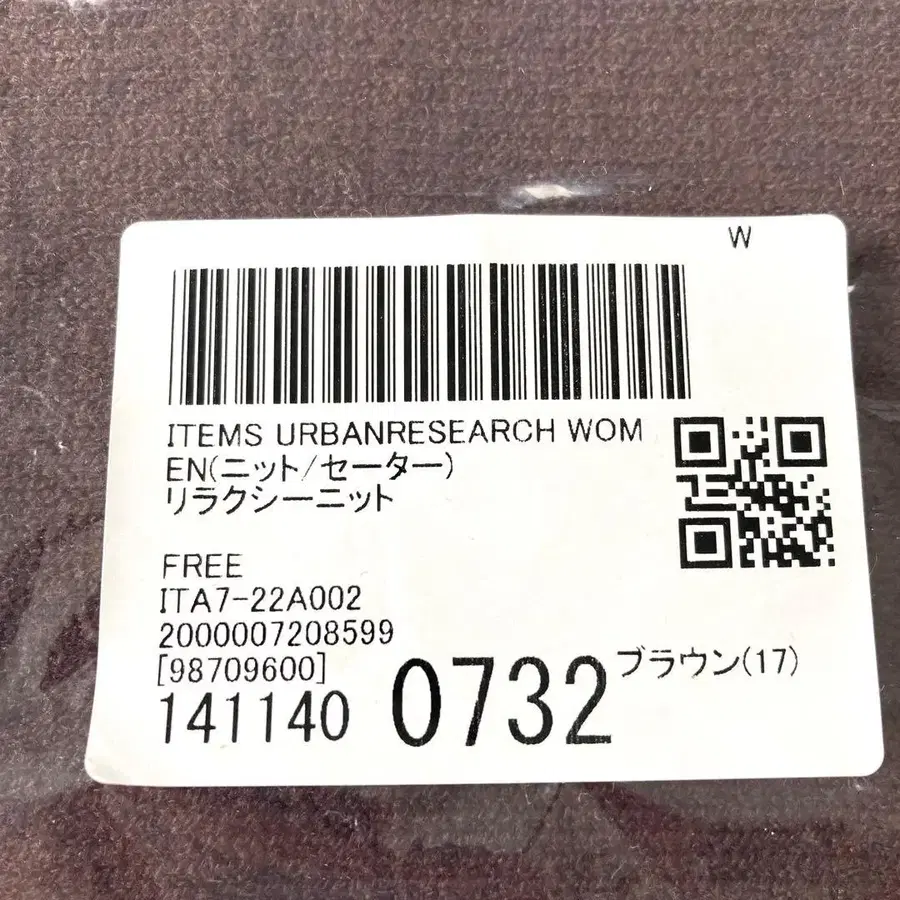 W
ITEMS URBANRESEARCH WOM
EN(ニット/セーター)
リラクシーニット
FREE
ITA7-22A002
2000007208599
[98709600]
141140 0732 ブラウン(17)